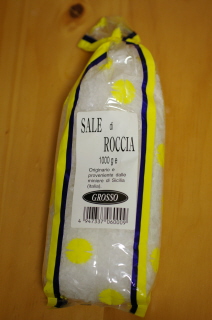 SALE di
ROCCIA
1000 g e
Originario e
proveniente dalle
miniere di Sicilia
(Italia).
GROSSO